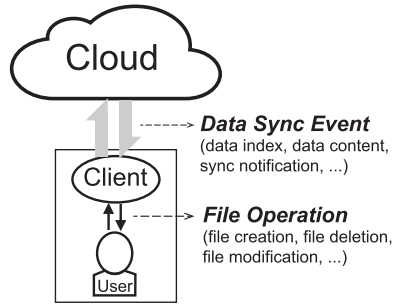 Cloud
Data Sync Event
(data index, data content,
sync notification, ...)
Client
File Operation
(file creation, file deletion,
file modification, ...)
User